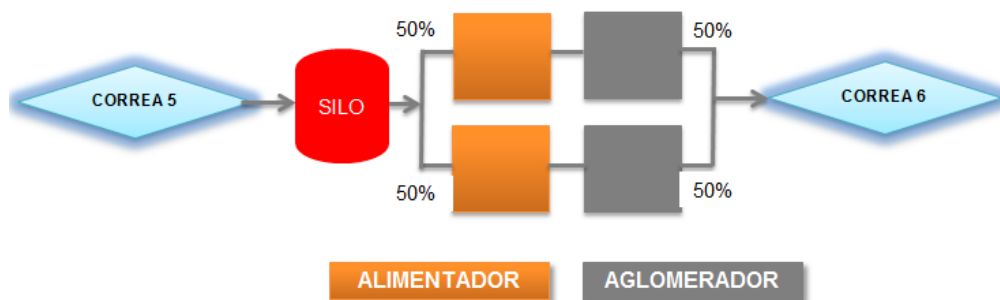 50%
50%
CORREA 5
SILO
CORREA 6
50%
50%
ALIMENTADOR
AGLOMERADOR